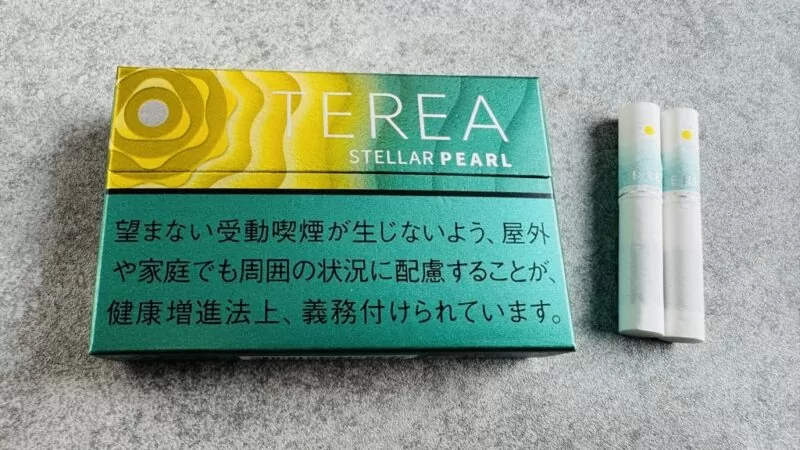 TEREA
STELLAR PEARL
望まない受動喫煙が生じないよう、屋外
や家庭でも周囲の状況に配慮することが、
健康増進法上、義務付けられています。